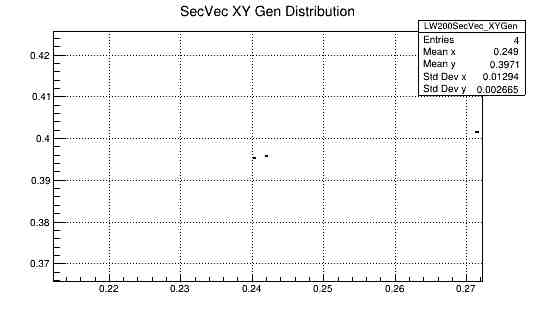 SecVec XY Gen Distribution
LW200SecVec_XYGen
Entries 4
Mean x 0.249
Mean y 0.3971
Std Dev x 0.01294
Std Dev y 0.002665
0.42
0.41
0.4
0.39
0.38
0.37
0.22 0.23 0.24 0.25 0.26 0.27